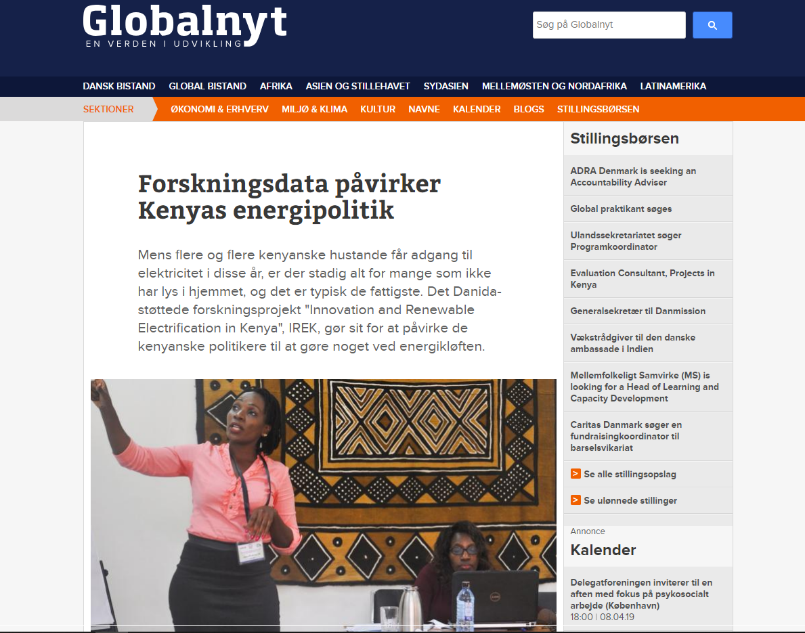 Globalnyt
EN VERDEN I UDVIKLING
Søg på Globalnyt
DANSK BISTAND GLOBAL BISTAND AFRIKA ASIEN OG STILLEHAVET SYDASIEN MELLEMØSTEN OG NORDAFRIKA LATINAMERIKA
SEKTIONER ØKONOMI & ERHVERV MILJØ & KLIMA KULTUR NAVNE KALENDER BLOGS STILLINGSBØRSEN
Forskningsdata påvirker
Kenyas energipolitik
Mens flere og flere kenyanske hustande får adgang til
elektricitet i disse år, er der stadig alt for mange som ikke
har lys i hjemmet, og det er typisk de fattigste. Det Danida-
støttede forskningsprojekt "Innovation and Renewable
Electrification in Kenya", IREK, gør sit for at påvirke de
kenyanske politikere til at gøre noget ved energikløften.
Stillingsbørsen
ADRA Denmark is seeking an
Accountability Adviser
Global praktikant søges
Ulandssekretariatet søger
Programkoordinator
Evaluation Consultant, Projects in
Kenya
Generalsekretær til Danmission
Vækstrådgiver til den danske
ambassade i Indien
Mellemfolkeligt Samvirke (MS) is
looking for a Head of Learning and
Capacity Development
Caritas Danmark søger en
fundraisingkoordinator til
barselsvikariat
> Se alle stillingsopslag
> Se ulønnede stillinger
Annonce
Kalender
Delegatforeningen inviterer til en
aften med fokus på psykosocialt
arbejde (København)
18:00 | 08.04.19